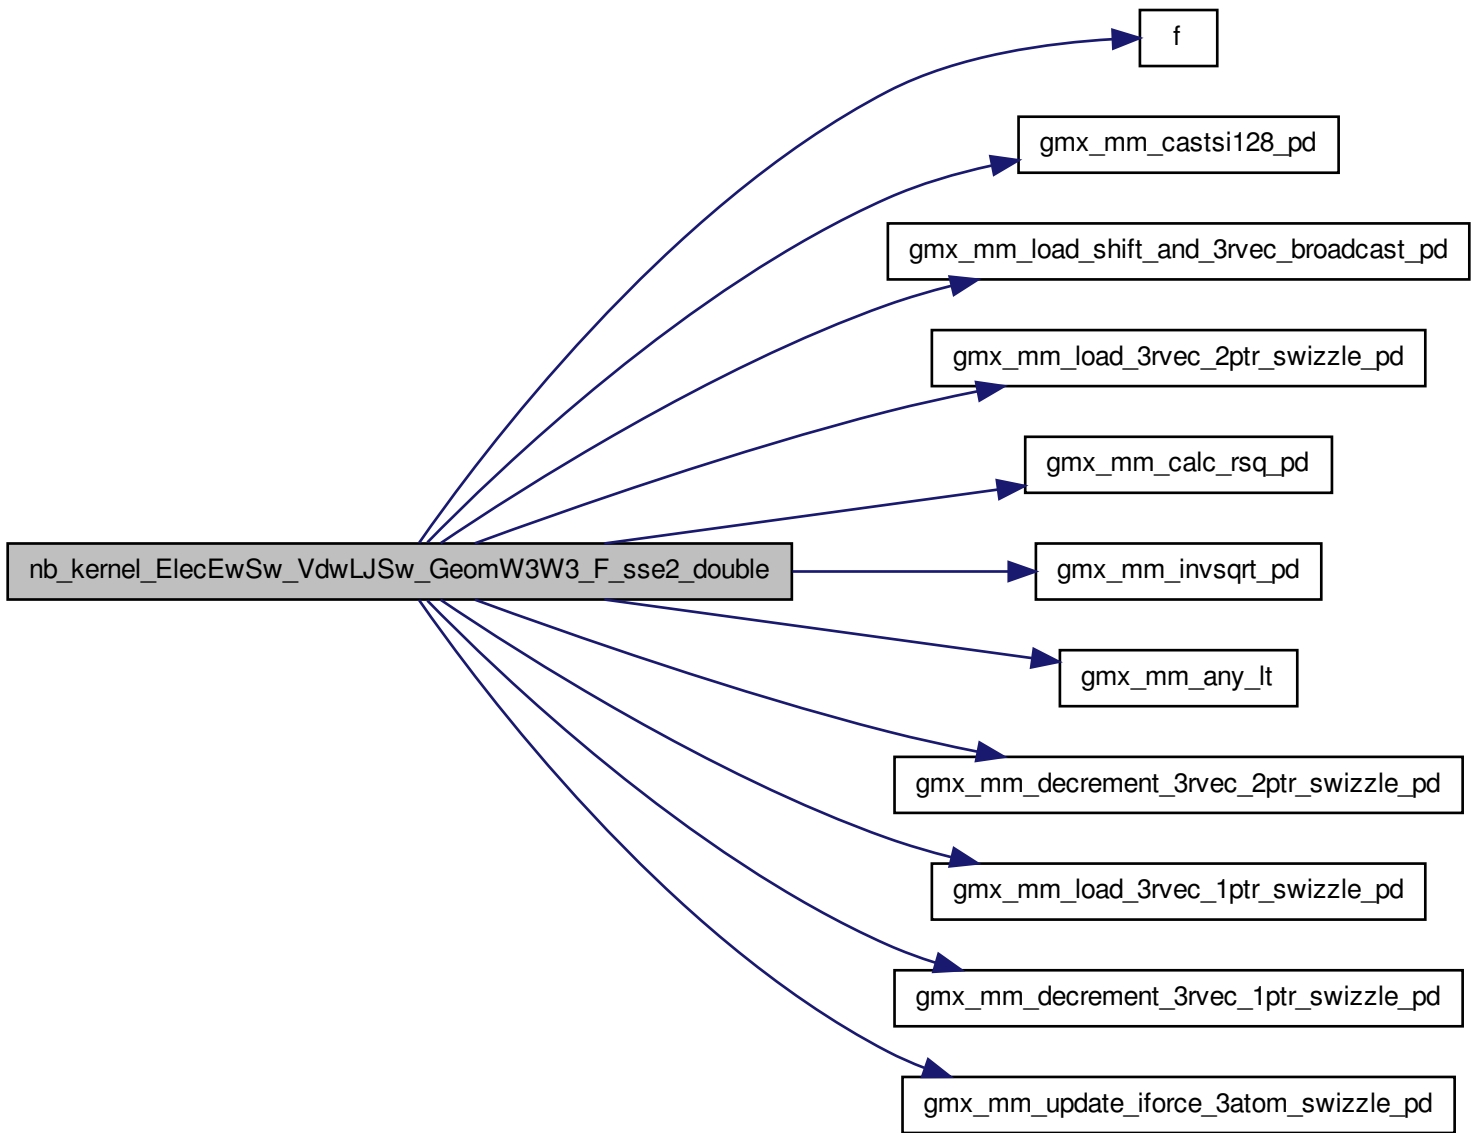 f
gmx_mm_castsi128_pd
gmx_mm_load_shift_and_3rvec_broadcast_pd
gmx_mm_load_3rvec_2ptr_swizzle_pd
gmx_mm_calc_rsq_pd
nb_kernel_ElecEwSw_VdwLJSw_GeomW3W3_F_sse2_double
gmx_mm_invsqrt_pd
gmx_mm_any_lt
gmx_mm_decrement_3rvec_2ptr_swizzle_pd
gmx_mm_load_3rvec_1ptr_swizzle_pd
gmx_mm_decrement_3rvec_1ptr_swizzle_pd
gmx_mm_update_iforce_3atom_swizzle_pd